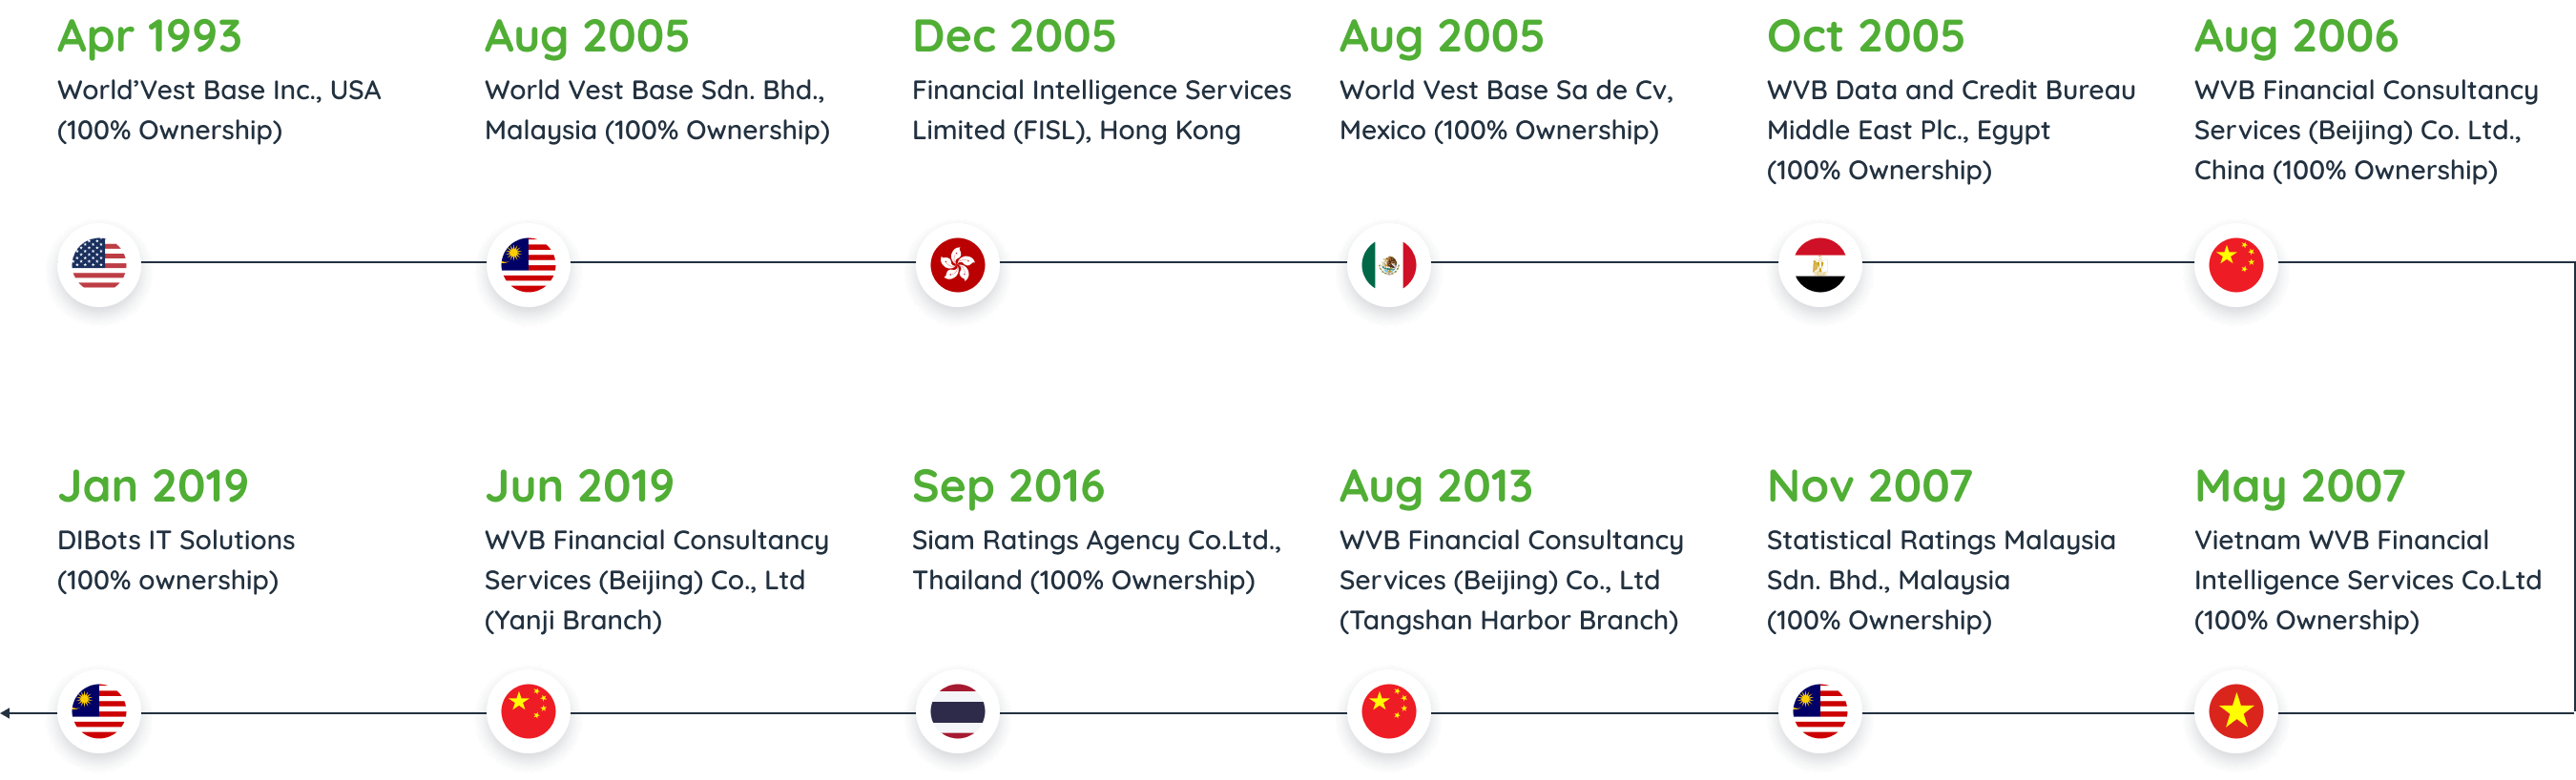 Apr 1993
World’Vest Base Inc., USA
(100% Ownership)
Aug 2005
World Vest Base Sdn. Bhd.,
Malaysia (100% Ownership)
Dec 2005
Financial Intelligence Services
Limited (FISL), Hong Kong
Aug 2005
World Vest Base Sa de Cv,
Mexico (100% Ownership)
Oct 2005
WVB Data and Credit Bureau
Middle East Plc., Egypt
(100% Ownership)
Aug 2006
WVB Financial Consultancy
Services (Beijing) Co. Ltd.,
China (100% Ownership)
Jan 2019
DIBots IT Solutions
(100% ownership)
Jun 2019
WVB Financial Consultancy
Services (Beijing) Co., Ltd
(Yanji Branch)
Sep 2016
Siam Ratings Agency Co.Ltd.,
Thailand (100% Ownership)
Aug 2013
WVB Financial Consultancy
Services (Beijing) Co., Ltd
(Tangshan Harbor Branch)
Nov 2007
Statistical Ratings Malaysia
Sdn. Bhd., Malaysia
(100% Ownership)
May 2007
Vietnam WVB Financial
Intelligence Services Co.Ltd
(100% Ownership)